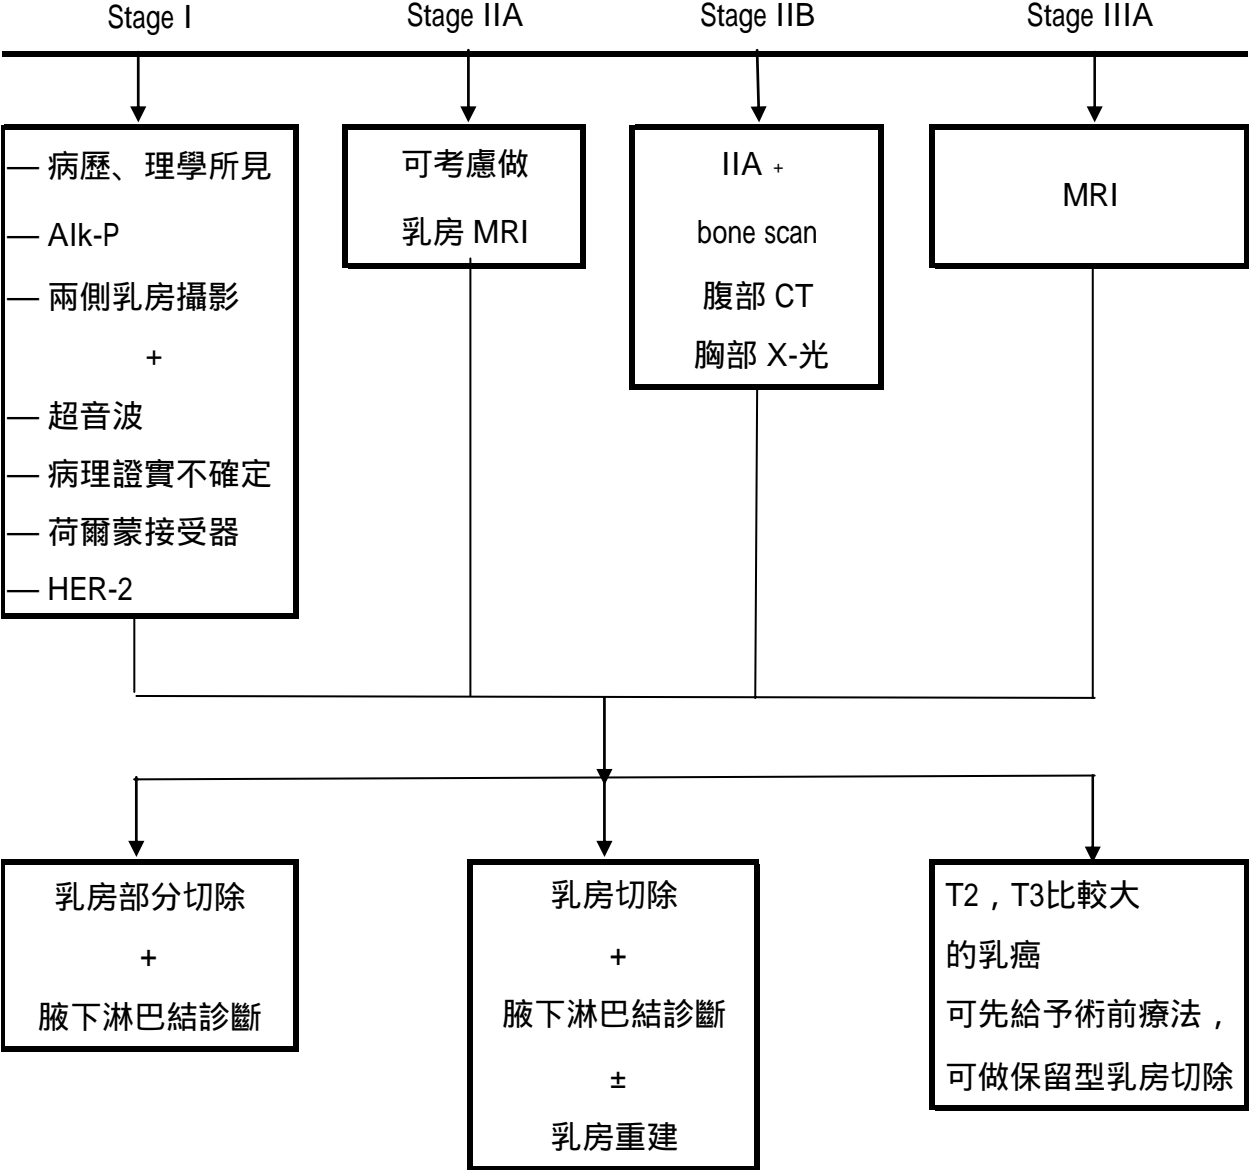 Stage I
Stage IIA
Stage IIB
Stage IIIA
— 病歷、理學所見
— Alk-P
— 兩側乳房攝影
+
— 超音波
— 病理證實不確定
— 荷爾蒙接受器
— HER-2
可考慮做
乳房 MRI
IIA +
bone scan
腹部 CT
胸部 X-光
MRI
乳房部分切除
+
腋下淋巴結診斷
乳房切除
+
腋下淋巴結診斷
±
乳房重建
T2，T3比較大
的乳癌
可先給予術前療法，
可做保留型乳房切除